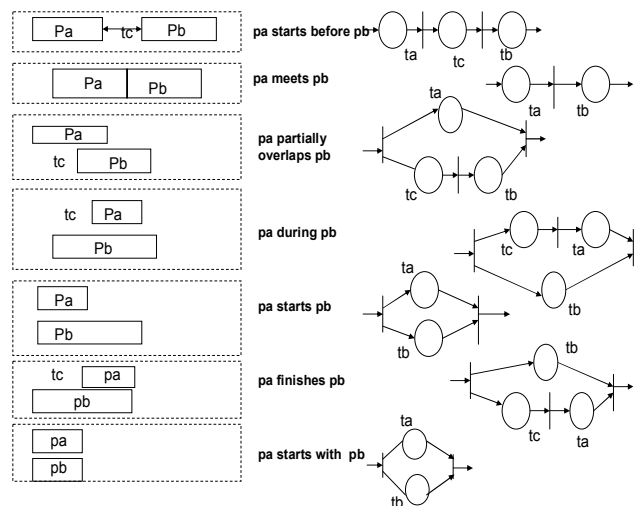 Pa tc Pb pa starts before pb
ta tc tb
Pa Pb pa meets pb
ta tb
Pa
tc Pb
pa partially
overlaps pb
ta
tc tb
tc Pa
Pb
pa during pb
tc ta
tb
Pa
Pb
pa starts pb
ta
tb
tc pa
pb
pa finishes pb
tb
tc ta
pa
pb
pa starts with pb
ta
tb